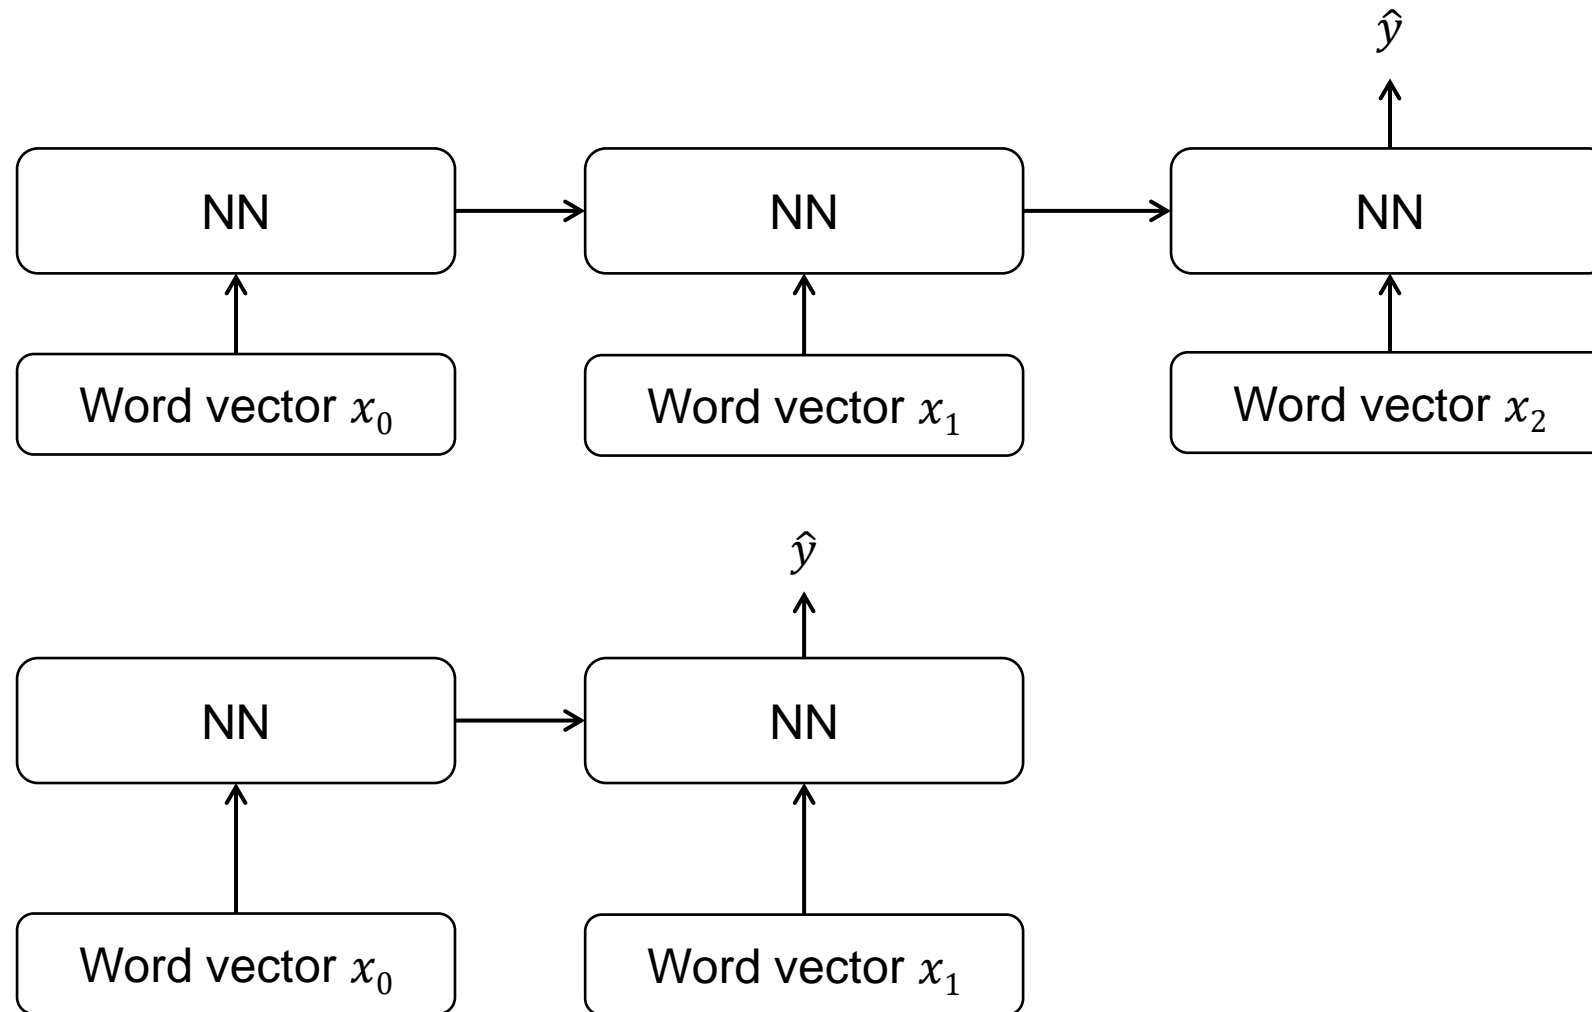 ŷ
NN NN NN
Word vector x₀ Word vector x₁ Word vector x₂
ŷ
NN NN
Word vector x₀ Word vector x₁